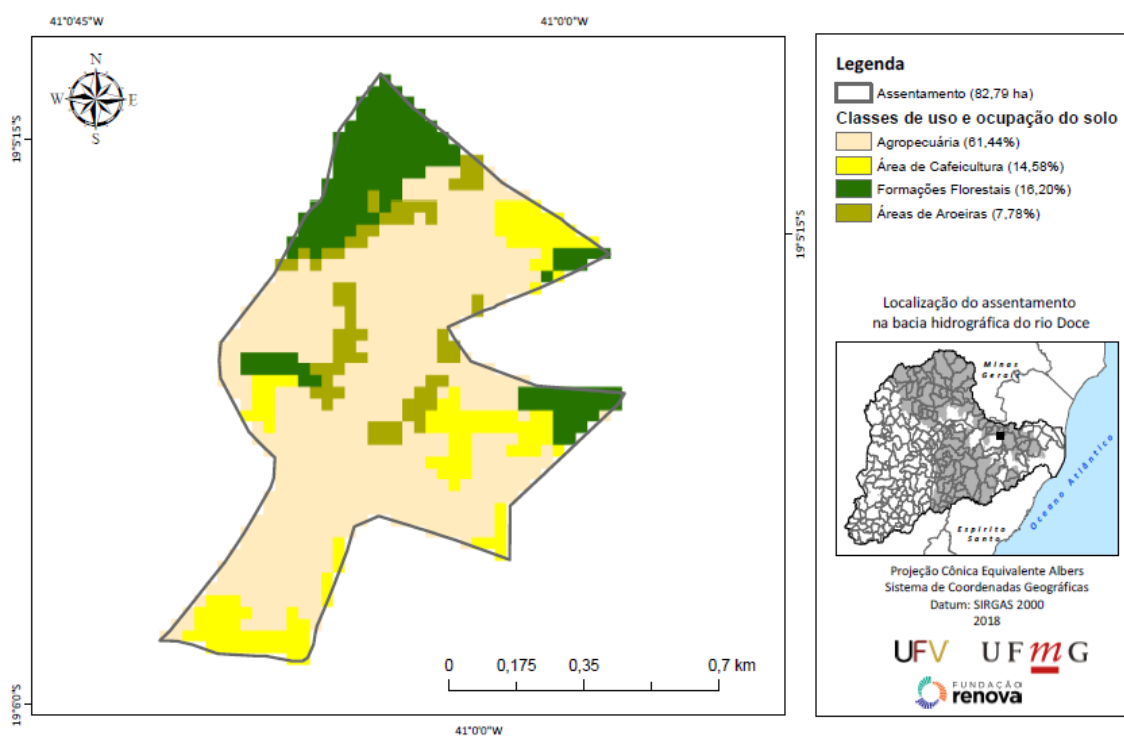 41°0'45"W
41°0'0"W
N
W
E
S
19°5'15"S
19°5'15"S
19°6'0"S
0
0,175
0,35
0,7 km
41°0'0"W
Legenda
Assentamento (82,79 ha)
Classes de uso e ocupação do solo
Agropecuária (61,44%)
Área de Cafeicultura (14,58%)
Formações Florestais (16,20%)
Áreas de Aroeiras (7,78%)
Localização do assentamento
na bacia hidrográfica do rio Doce
Minas
Gerais
Oceano Atlântico
Espírito
Santo
Projeção Cônica Equivalente Albers
Sistema de Coordenadas Geográficas
Datum: SIRGAS 2000
2018
UFV
UFmG
FUNDAÇÃO
renova